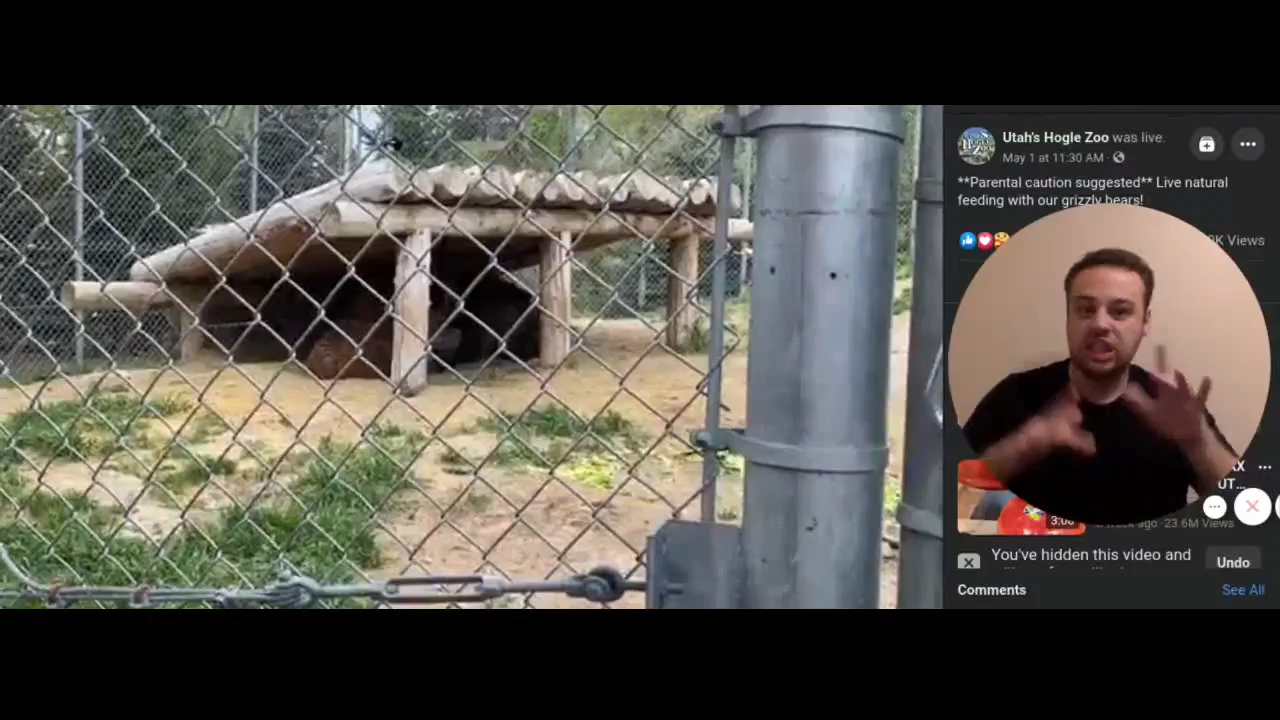 Utah's Hogle Zoo was live.
May 1 at 11:30 AM
**Parental caution suggested** Live natural
feeding with our grizzly bears!
Views
UT...
3:06
week ago · 23.6M Views
You've hidden this video and
Undo
Comments
See All